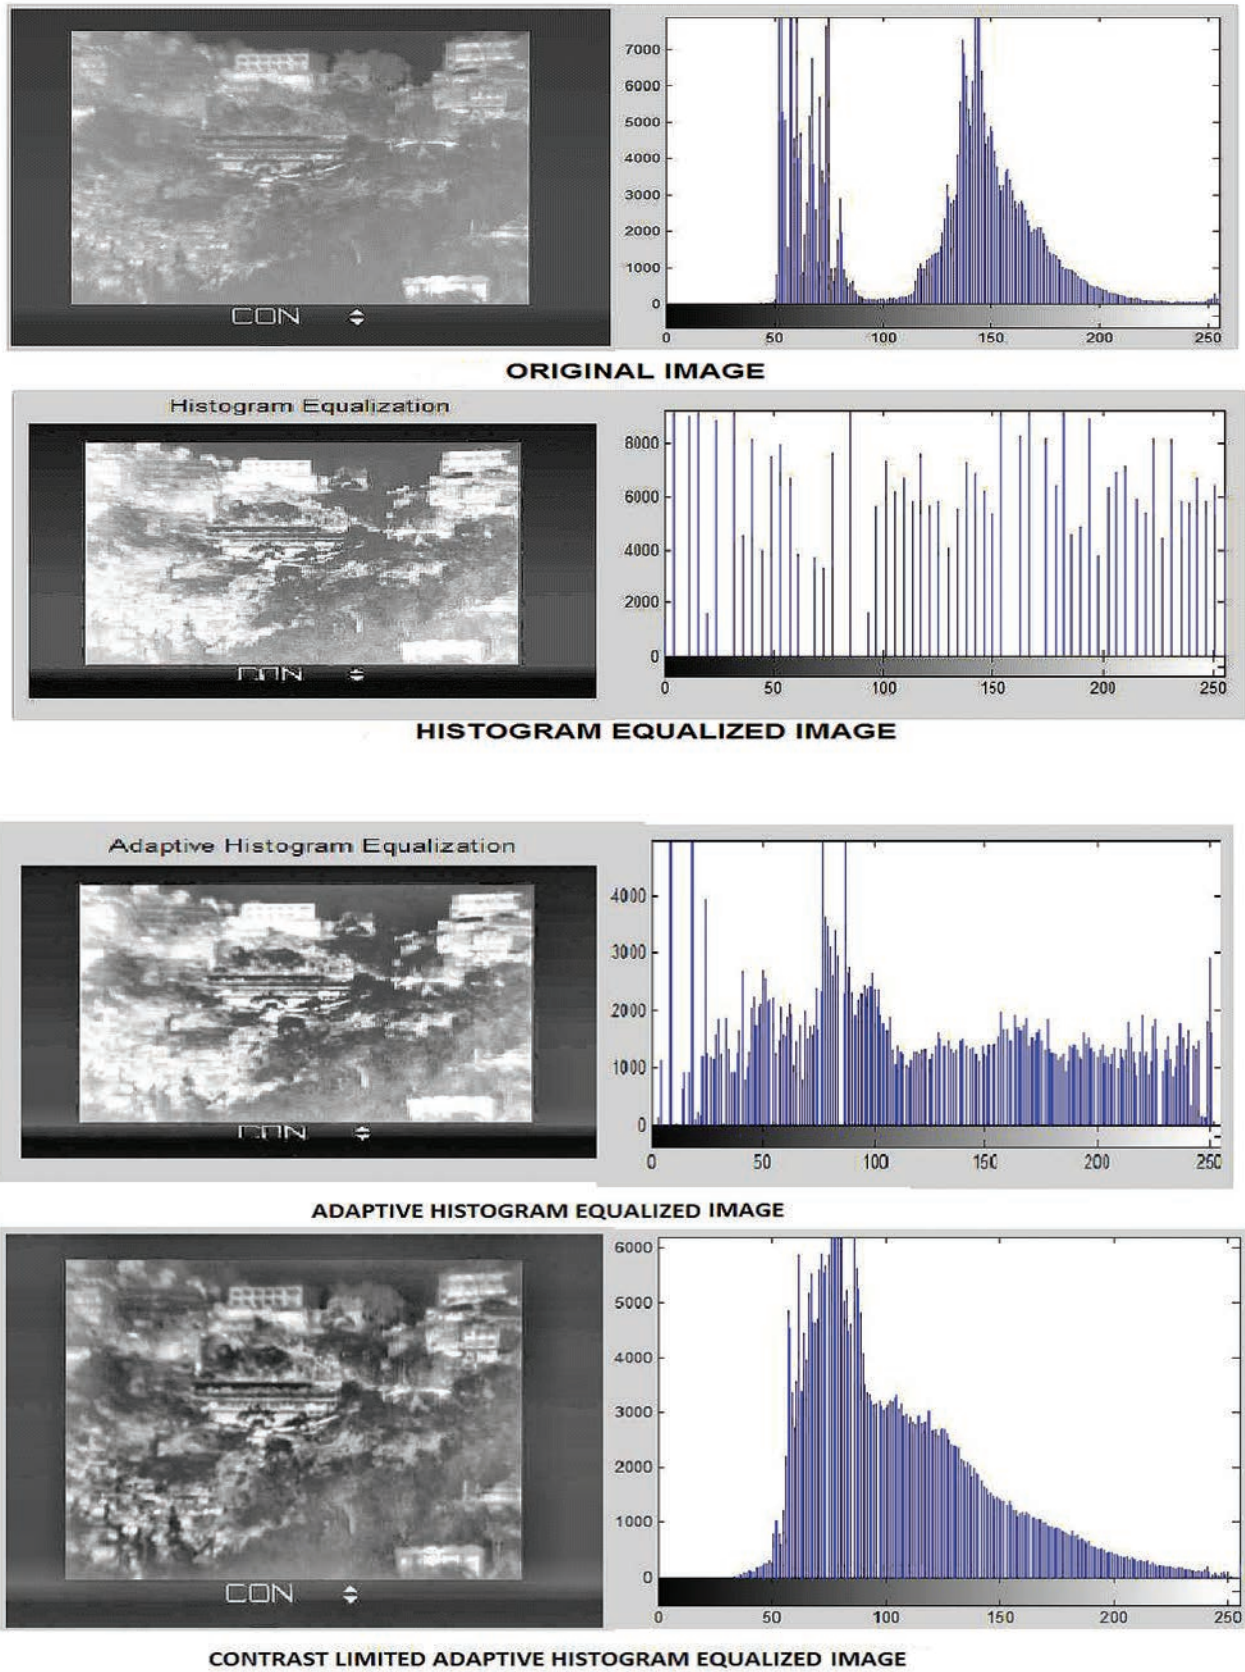 7000
6000
5000
4000
3000
2000
1000
0
0 50 100 150 200 250
CON
ORIGINAL IMAGE
Histogram Equalization
8000
6000
4000
2000
0
0 50 100 150 200 250
CON
HISTOGRAM EQUALIZED IMAGE
Adaptive Histogram Equalization
4000
3000
2000
1000
0
0 50 100 150 200 250
CON
ADAPTIVE HISTOGRAM EQUALIZED IMAGE
6000
5000
4000
3000
2000
1000
0
0 50 100 150 200 250
CON
CONTRAST LIMITED ADAPTIVE HISTOGRAM EQUALIZED IMAGE